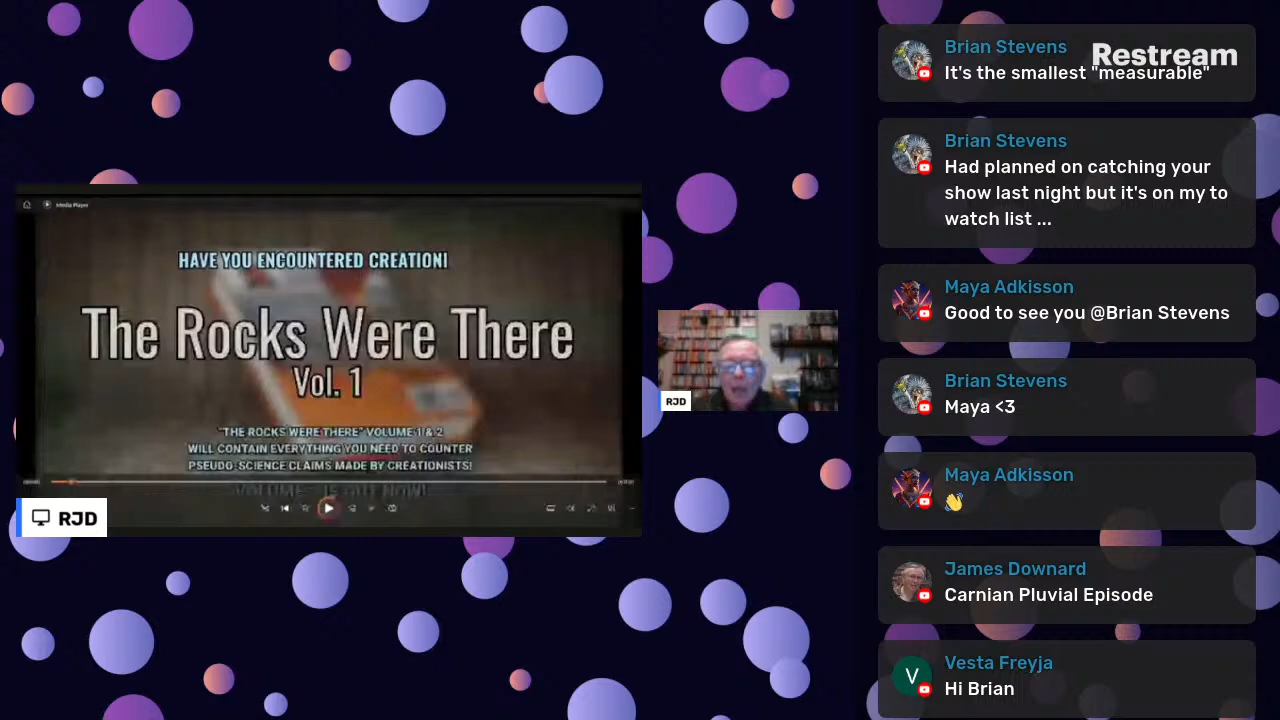 Media Player
HAVE YOU ENCOUNTERED CREATION!
The Rocks Were There
Vol. 1
"THE ROCKS WERE THERE" VOLUME 1 & 2
WILL CONTAIN EVERYTHING YOU NEED TO COUNTER
PSEUDO-SCIENCE CLAIMS MADE BY CREATIONISTS!
RJD
RJD
Restream
Brian Stevens
It's the smallest "measurable"
Brian Stevens
Had planned on catching your
show last night but it's on my to
watch list ...
Maya Adkisson
Good to see you @Brian Stevens
Brian Stevens
Maya <3
Maya Adkisson
👋
James Downard
Carnian Pluvial Episode
V
Vesta Freyja
Hi Brian